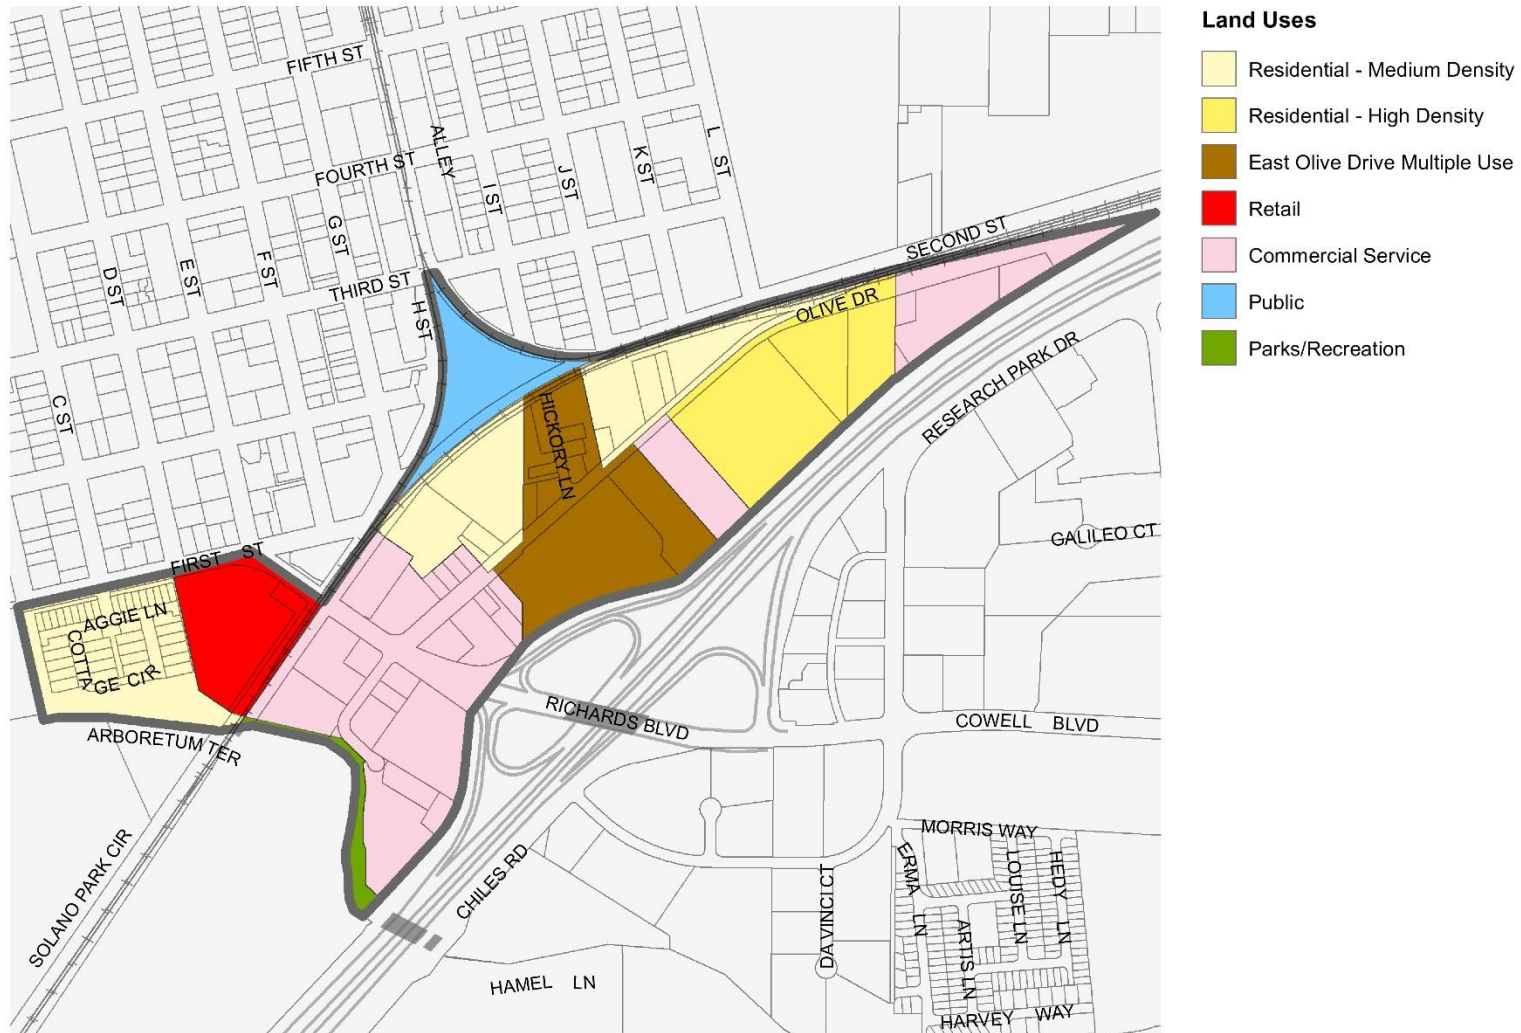 Land Uses
Residential - Medium Density
Residential - High Density
East Olive Drive Multiple Use
Retail
Commercial Service
Public
Parks/Recreation
FIFTH ST
ALLEY
L ST
K ST
FOURTH ST
J ST
I ST
G ST
F ST
E ST
D ST
THIRD ST
H ST
SECOND ST
OLIVE DR
RESEARCH PARK DR
C ST
HICKORY LN
GALILEO CT
FIRST ST
AGGIE LN
COTTAGE CIR
RICHARDS BLVD
COWELL BLVD
ARBORETUM TER
SOLANO PARK CIR
CHILES RD
MORRIS WAY
ERMA LN
LOUISE LN
HEDY LN
DA VINCI CT
ARTIS LN
HAMEL LN
HARVEY WAY